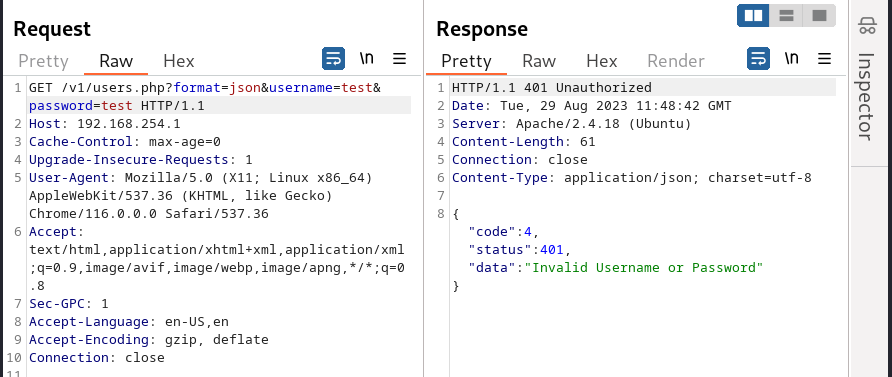 Request
Pretty Raw Hex \n
1 GET /v1/users.php?format=json&username=test&
password=test HTTP/1.1
2 Host: 192.168.254.1
3 Cache-Control: max-age=0
4 Upgrade-Insecure-Requests: 1
5 User-Agent: Mozilla/5.0 (X11; Linux x86_64)
AppleWebKit/537.36 (KHTML, like Gecko)
Chrome/116.0.0.0 Safari/537.36
6 Accept:
text/html,application/xhtml+xml,application/xml
;q=0.9,image/avif,image/webp,image/apng,*/*;q=0
.8
7 Sec-GPC: 1
8 Accept-Language: en-US,en
9 Accept-Encoding: gzip, deflate
10 Connection: close
11
Response
Pretty Raw Hex Render \n
1 HTTP/1.1 401 Unauthorized
2 Date: Tue, 29 Aug 2023 11:48:42 GMT
3 Server: Apache/2.4.18 (Ubuntu)
4 Content-Length: 61
5 Connection: close
6 Content-Type: application/json; charset=utf-8
7
8 {
"code":4,
"status":401,
"data":"Invalid Username or Password"
}
Inspector